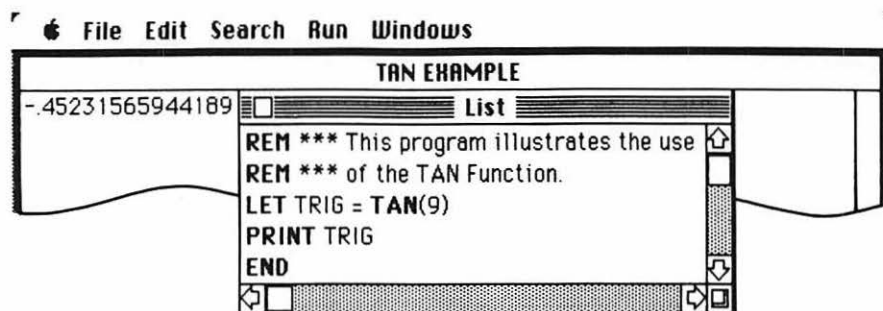 File Edit Search Run Windows
TAN EXAMPLE
-.45231565944189
List
REM *** This program illustrates the use
REM *** of the TAN Function.
LET TRIG = TAN(9)
PRINT TRIG
END